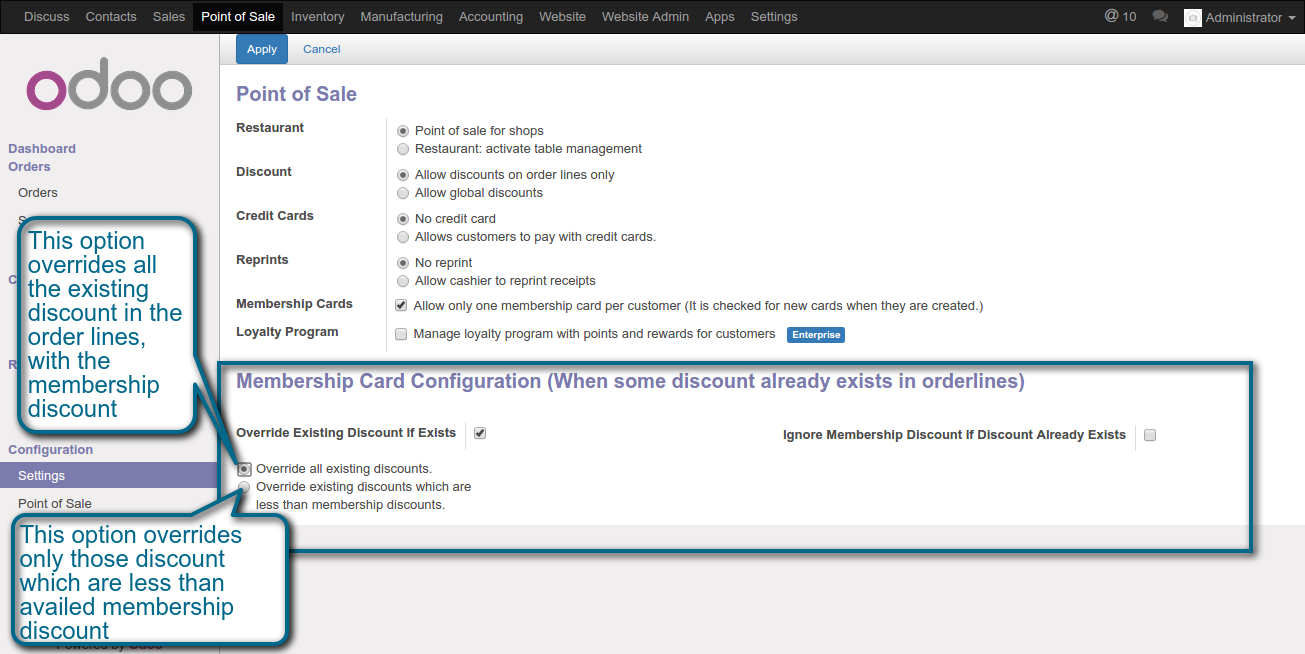 Discuss Contacts Sales Point of Sale Inventory Manufacturing Accounting Website Website Admin Apps Settings @ 10 Administrator
Apply Cancel
odoo
Dashboard
Orders
Orders
Point of Sale
Restaurant
Point of sale for shops
Restaurant: activate table management
Discount
Allow discounts on order lines only
Allow global discounts
Credit Cards
No credit card
Allows customers to pay with credit cards.
Reprints
No reprint
Allow cashier to reprint receipts
Membership Cards
Allow only one membership card per customer (It is checked for new cards when they are created.)
Loyalty Program
Manage loyalty program with points and rewards for customers Enterprise
This option
overrides all
the existing
discount in the
order lines,
with the
membership
discount
Membership Card Configuration (When some discount already exists in orderlines)
Override Existing Discount If Exists
Ignore Membership Discount If Discount Already Exists
Override all existing discounts.
Override existing discounts which are
less than membership discounts.
Configuration
Settings
Point of Sale
This option overrides
only those discount
which are less than
availed membership
discount
Powered by Odoo